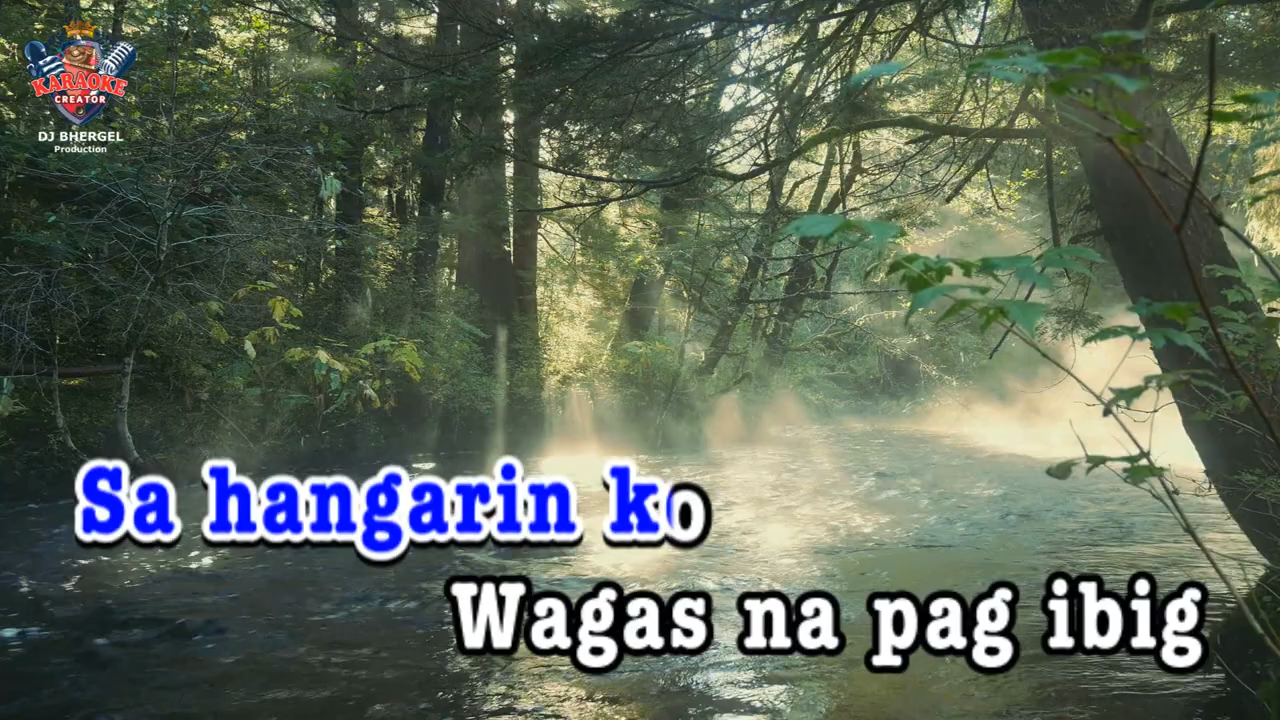 KARAOKE
CREATOR
DJ BHERGEL
Production
Sa hangarin ko
Wagas na pag ibig